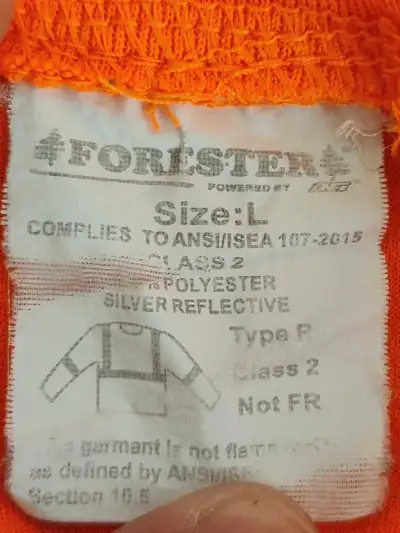 FORESTER
POWERED BY
Size:L
COMPLIES TO ANSI/ISEA 107-2015
CLASS 2
% POLYESTER
SILVER REFLECTIVE
Type R
Class 2
Not FR
garment is not
as defined by ANSI/ISEA
Section 10.5